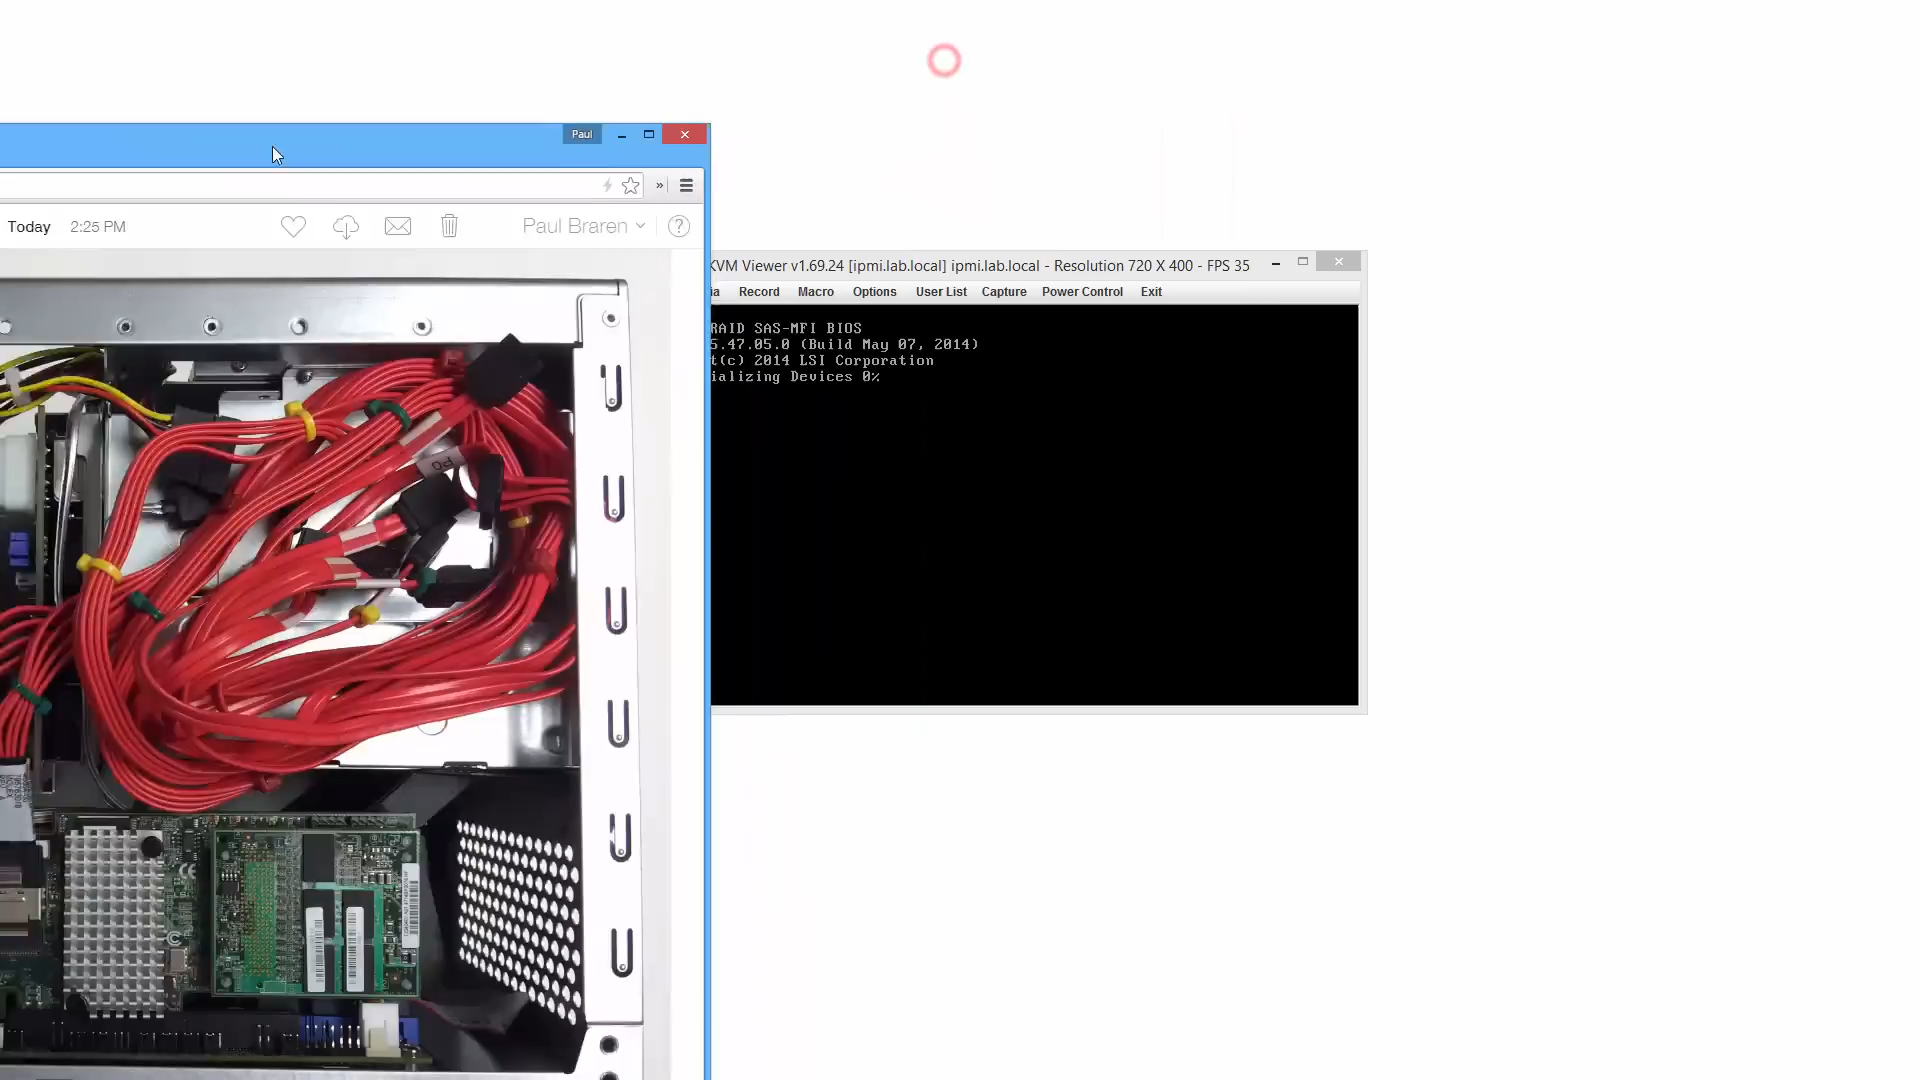 Paul
Today 2:25 PM
Paul Braren
?
KVM Viewer v1.69.24 [ipmi.lab.local] ipmi.lab.local - Resolution 720 X 400 - FPS 35
ia Record Macro Options User List Capture Power Control Exit
RAID SAS-MFI BIOS
5.47.05.0 (Build May 07, 2014)
t(c) 2014 LSI Corporation
ializing Devices 0%
P0
CE